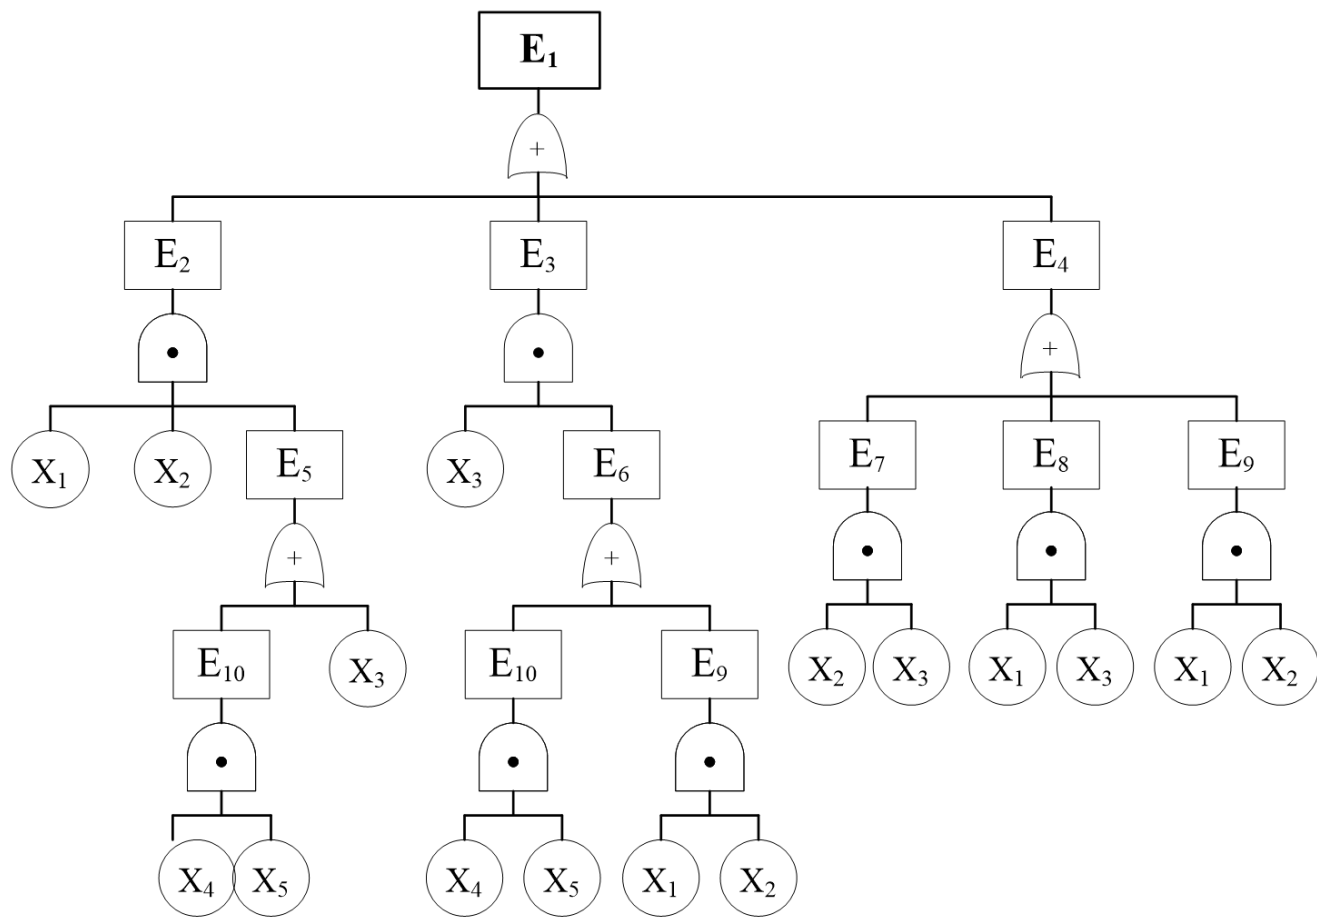 E₁
+
E₂ E₃ E₄
+
X₁ X₂ E₅ X₃ E₆ E₇ E₈ E₉
+ +
E₁₀ X₃ E₁₀ E₉ X₂ X₃ X₁ X₃ X₁ X₂
X₄ X₅ X₄ X₅ X₁ X₂